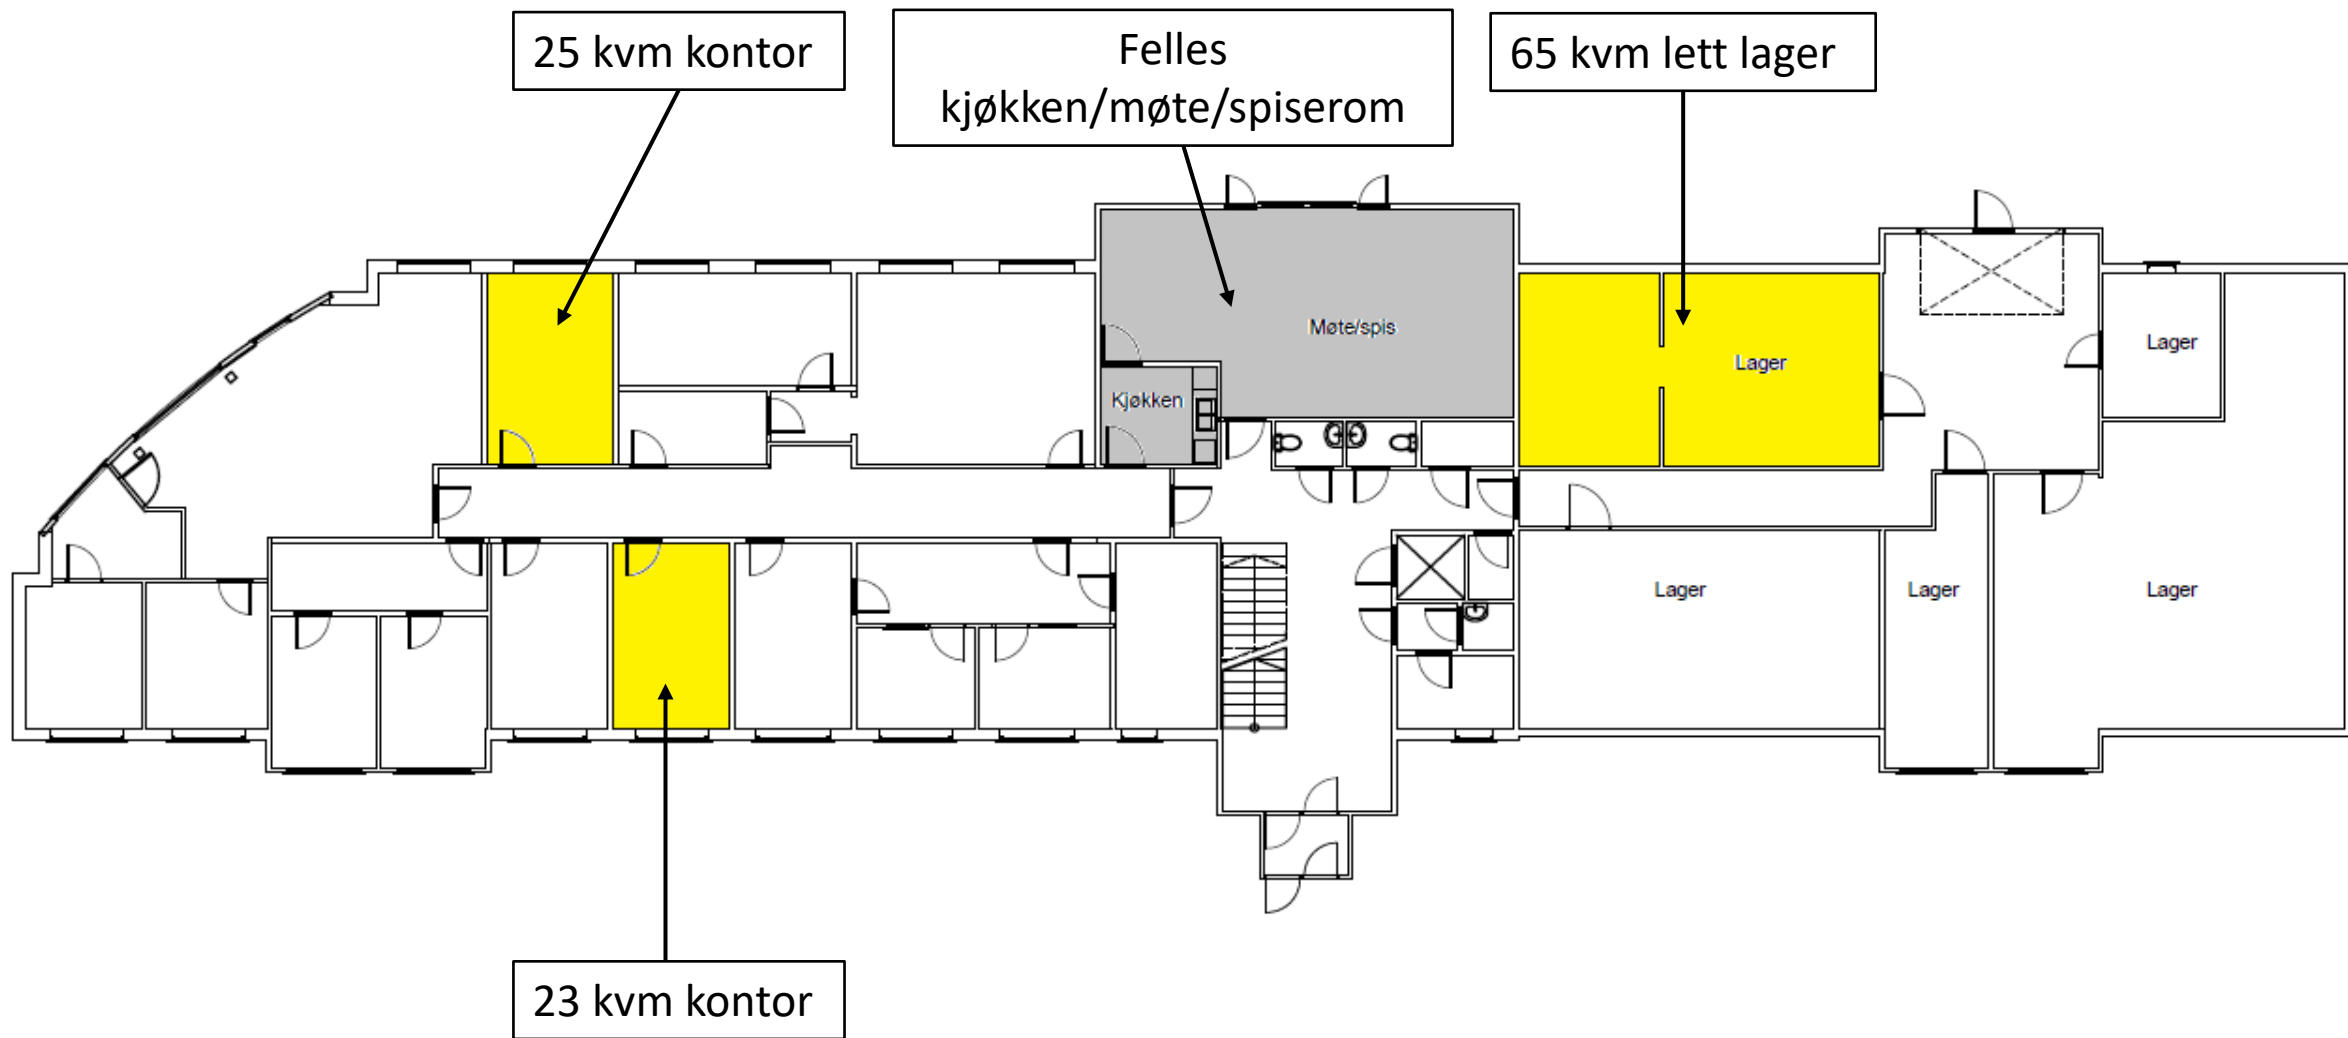 25 kvm kontor
Felles
kjøkken/møte/spiserom
65 kvm lett lager
Møte/spis
Kjøkken
Lager
Lager
Lager
Lager
Lager
23 kvm kontor